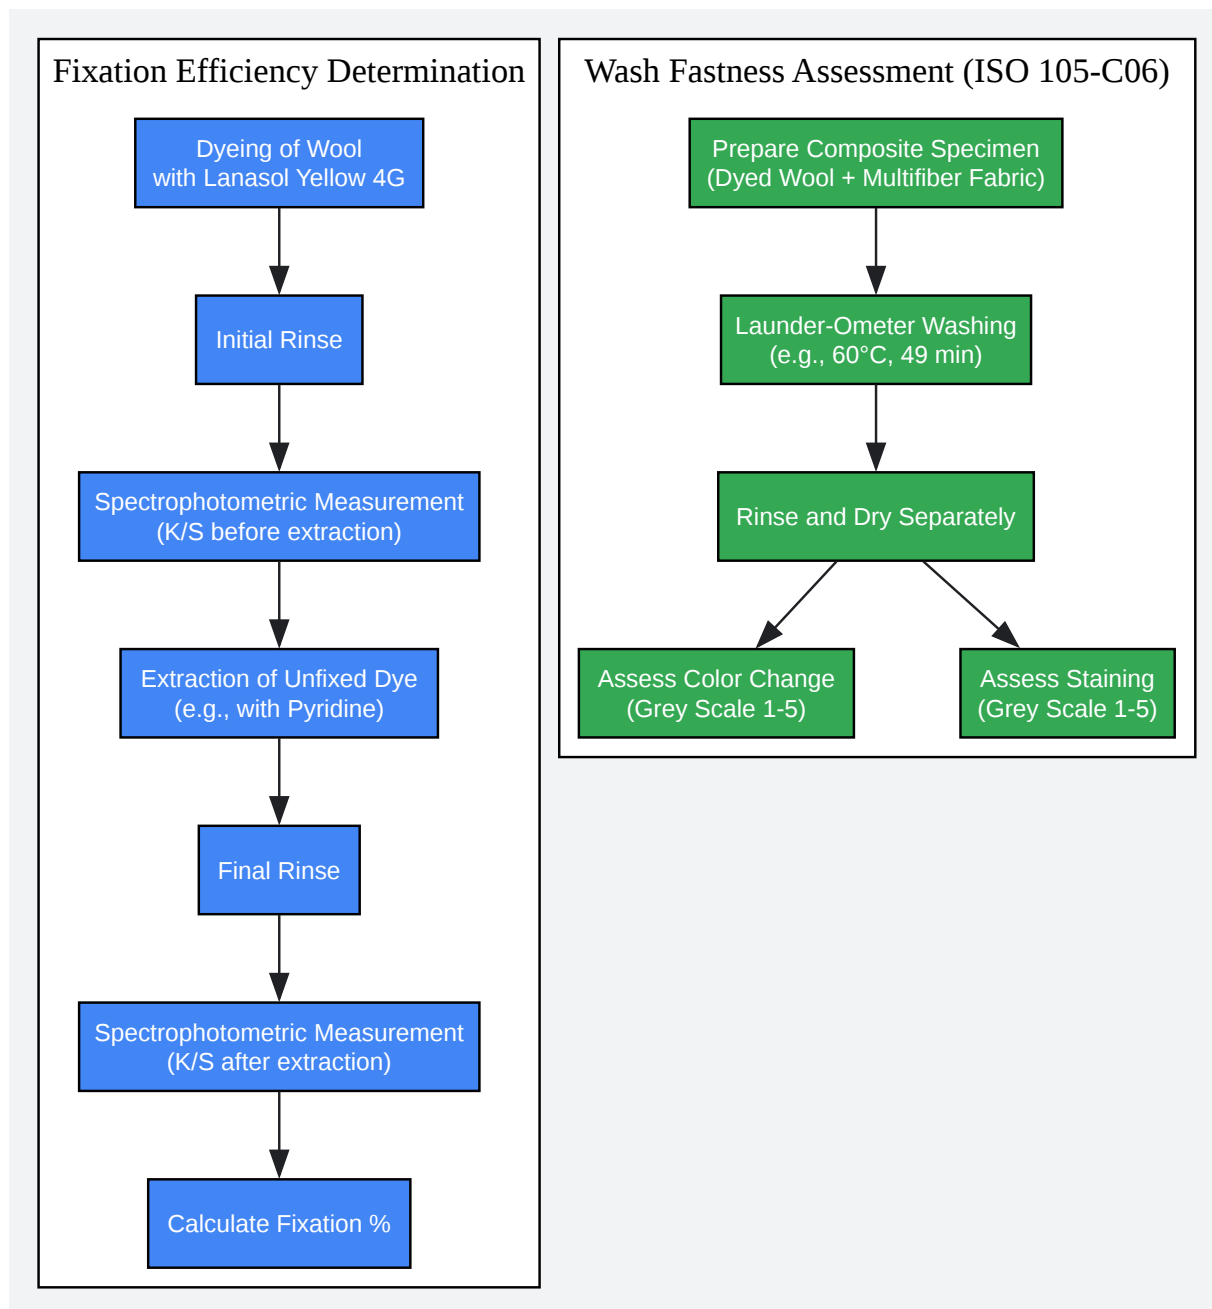 Fixation Efficiency Determination
Dyeing of Wool
with Lanasol Yellow 4G
Initial Rinse
Spectrophotometric Measurement
(K/S before extraction)
Extraction of Unfixed Dye
(e.g., with Pyridine)
Final Rinse
Spectrophotometric Measurement
(K/S after extraction)
Calculate Fixation %
Wash Fastness Assessment (ISO 105-C06)
Prepare Composite Specimen
(Dyed Wool + Multifiber Fabric)
Launder-Ometer Washing
(e.g., 60°C, 49 min)
Rinse and Dry Separately
Assess Color Change
(Grey Scale 1-5)
Assess Staining
(Grey Scale 1-5)